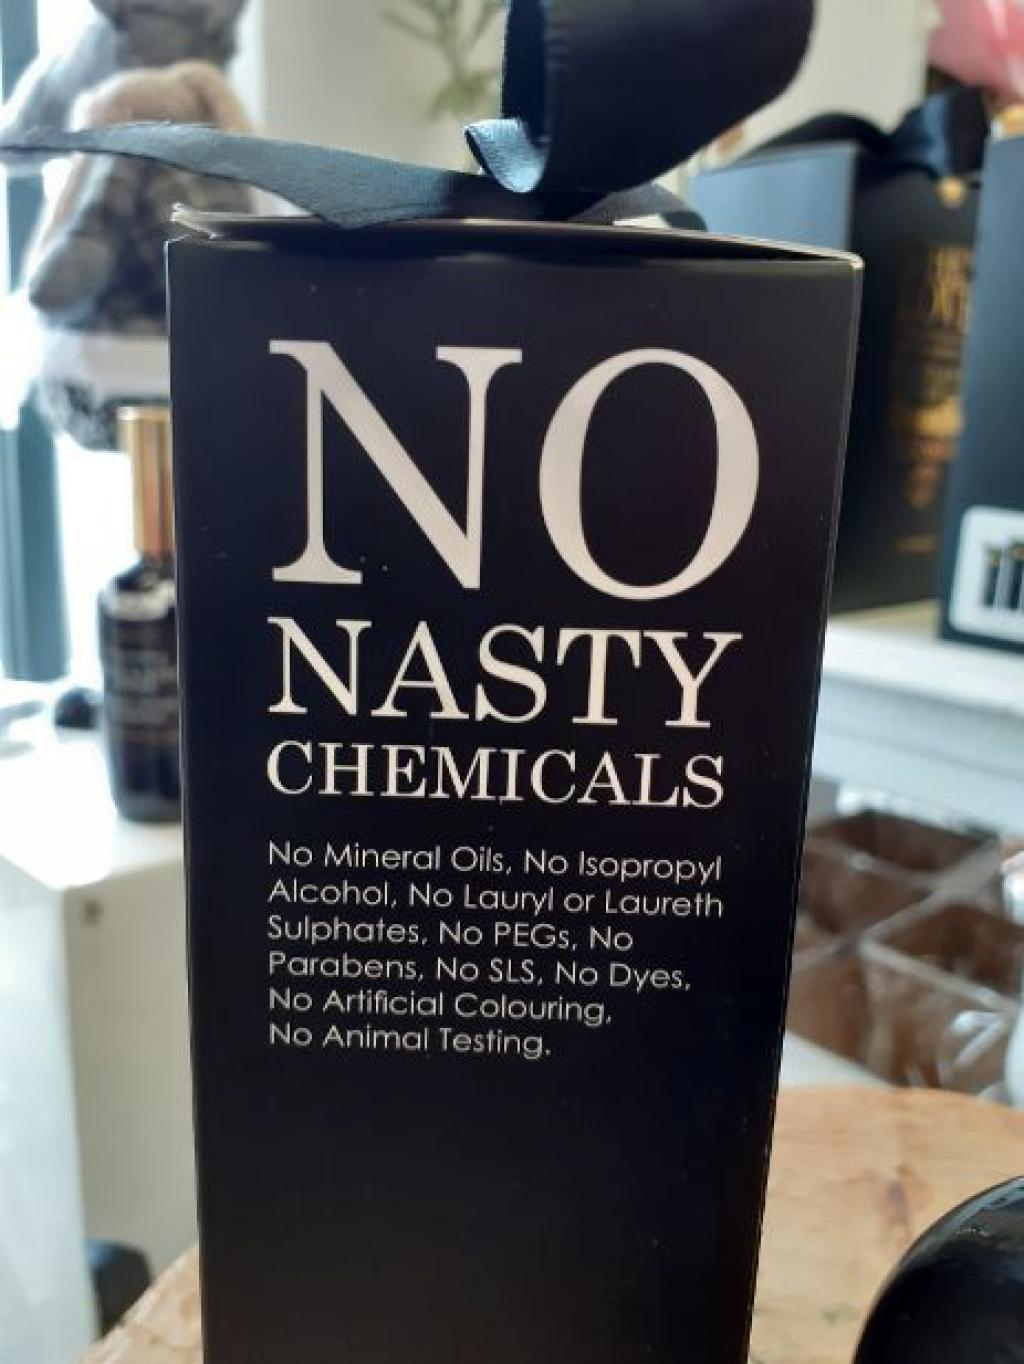 NO
NASTY
CHEMICALS
No Mineral Oils, No Isopropyl
Alcohol, No Lauryl or Laureth
Sulphates, No PEGs, No
Parabens, No SLS, No Dyes,
No Artificial Colouring,
No Animal Testing.